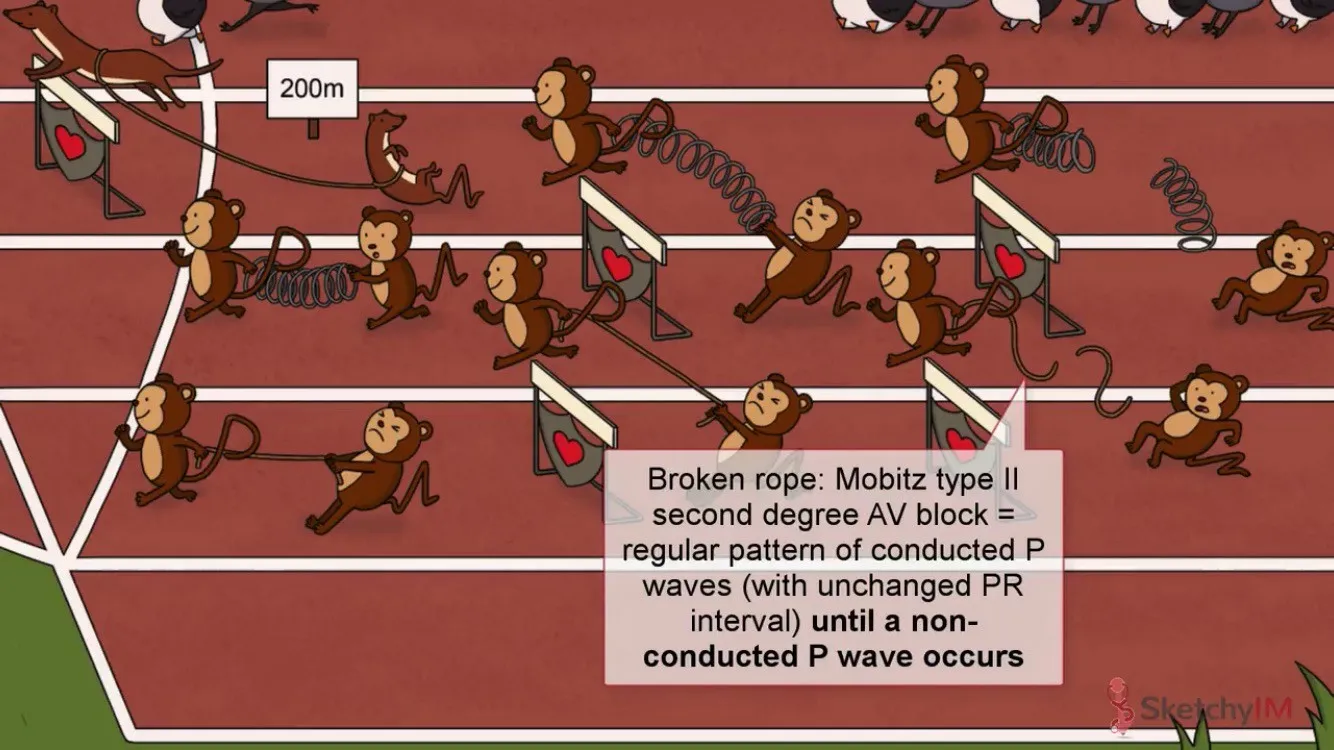 200m
Broken rope: Mobitz type II
second degree AV block =
regular pattern of conducted P
waves (with unchanged PR
interval) until a non-
conducted P wave occurs
SketchyIM